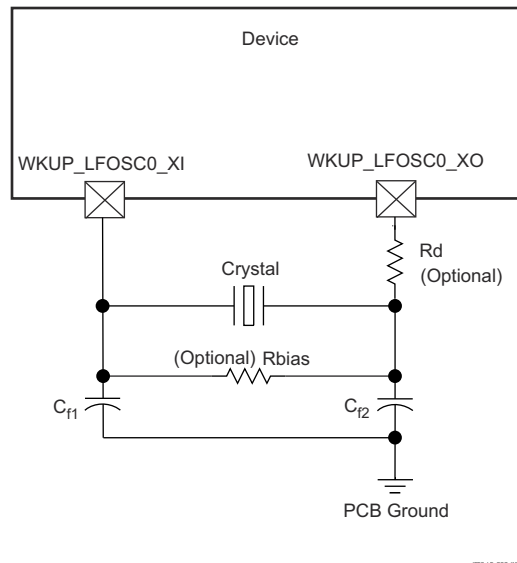 Device
WKUP_LFOSC0_XI
WKUP_LFOSC0_XO
Rd
(Optional)
Crystal
(Optional) Rbias
Cf1
Cf2
PCB Ground